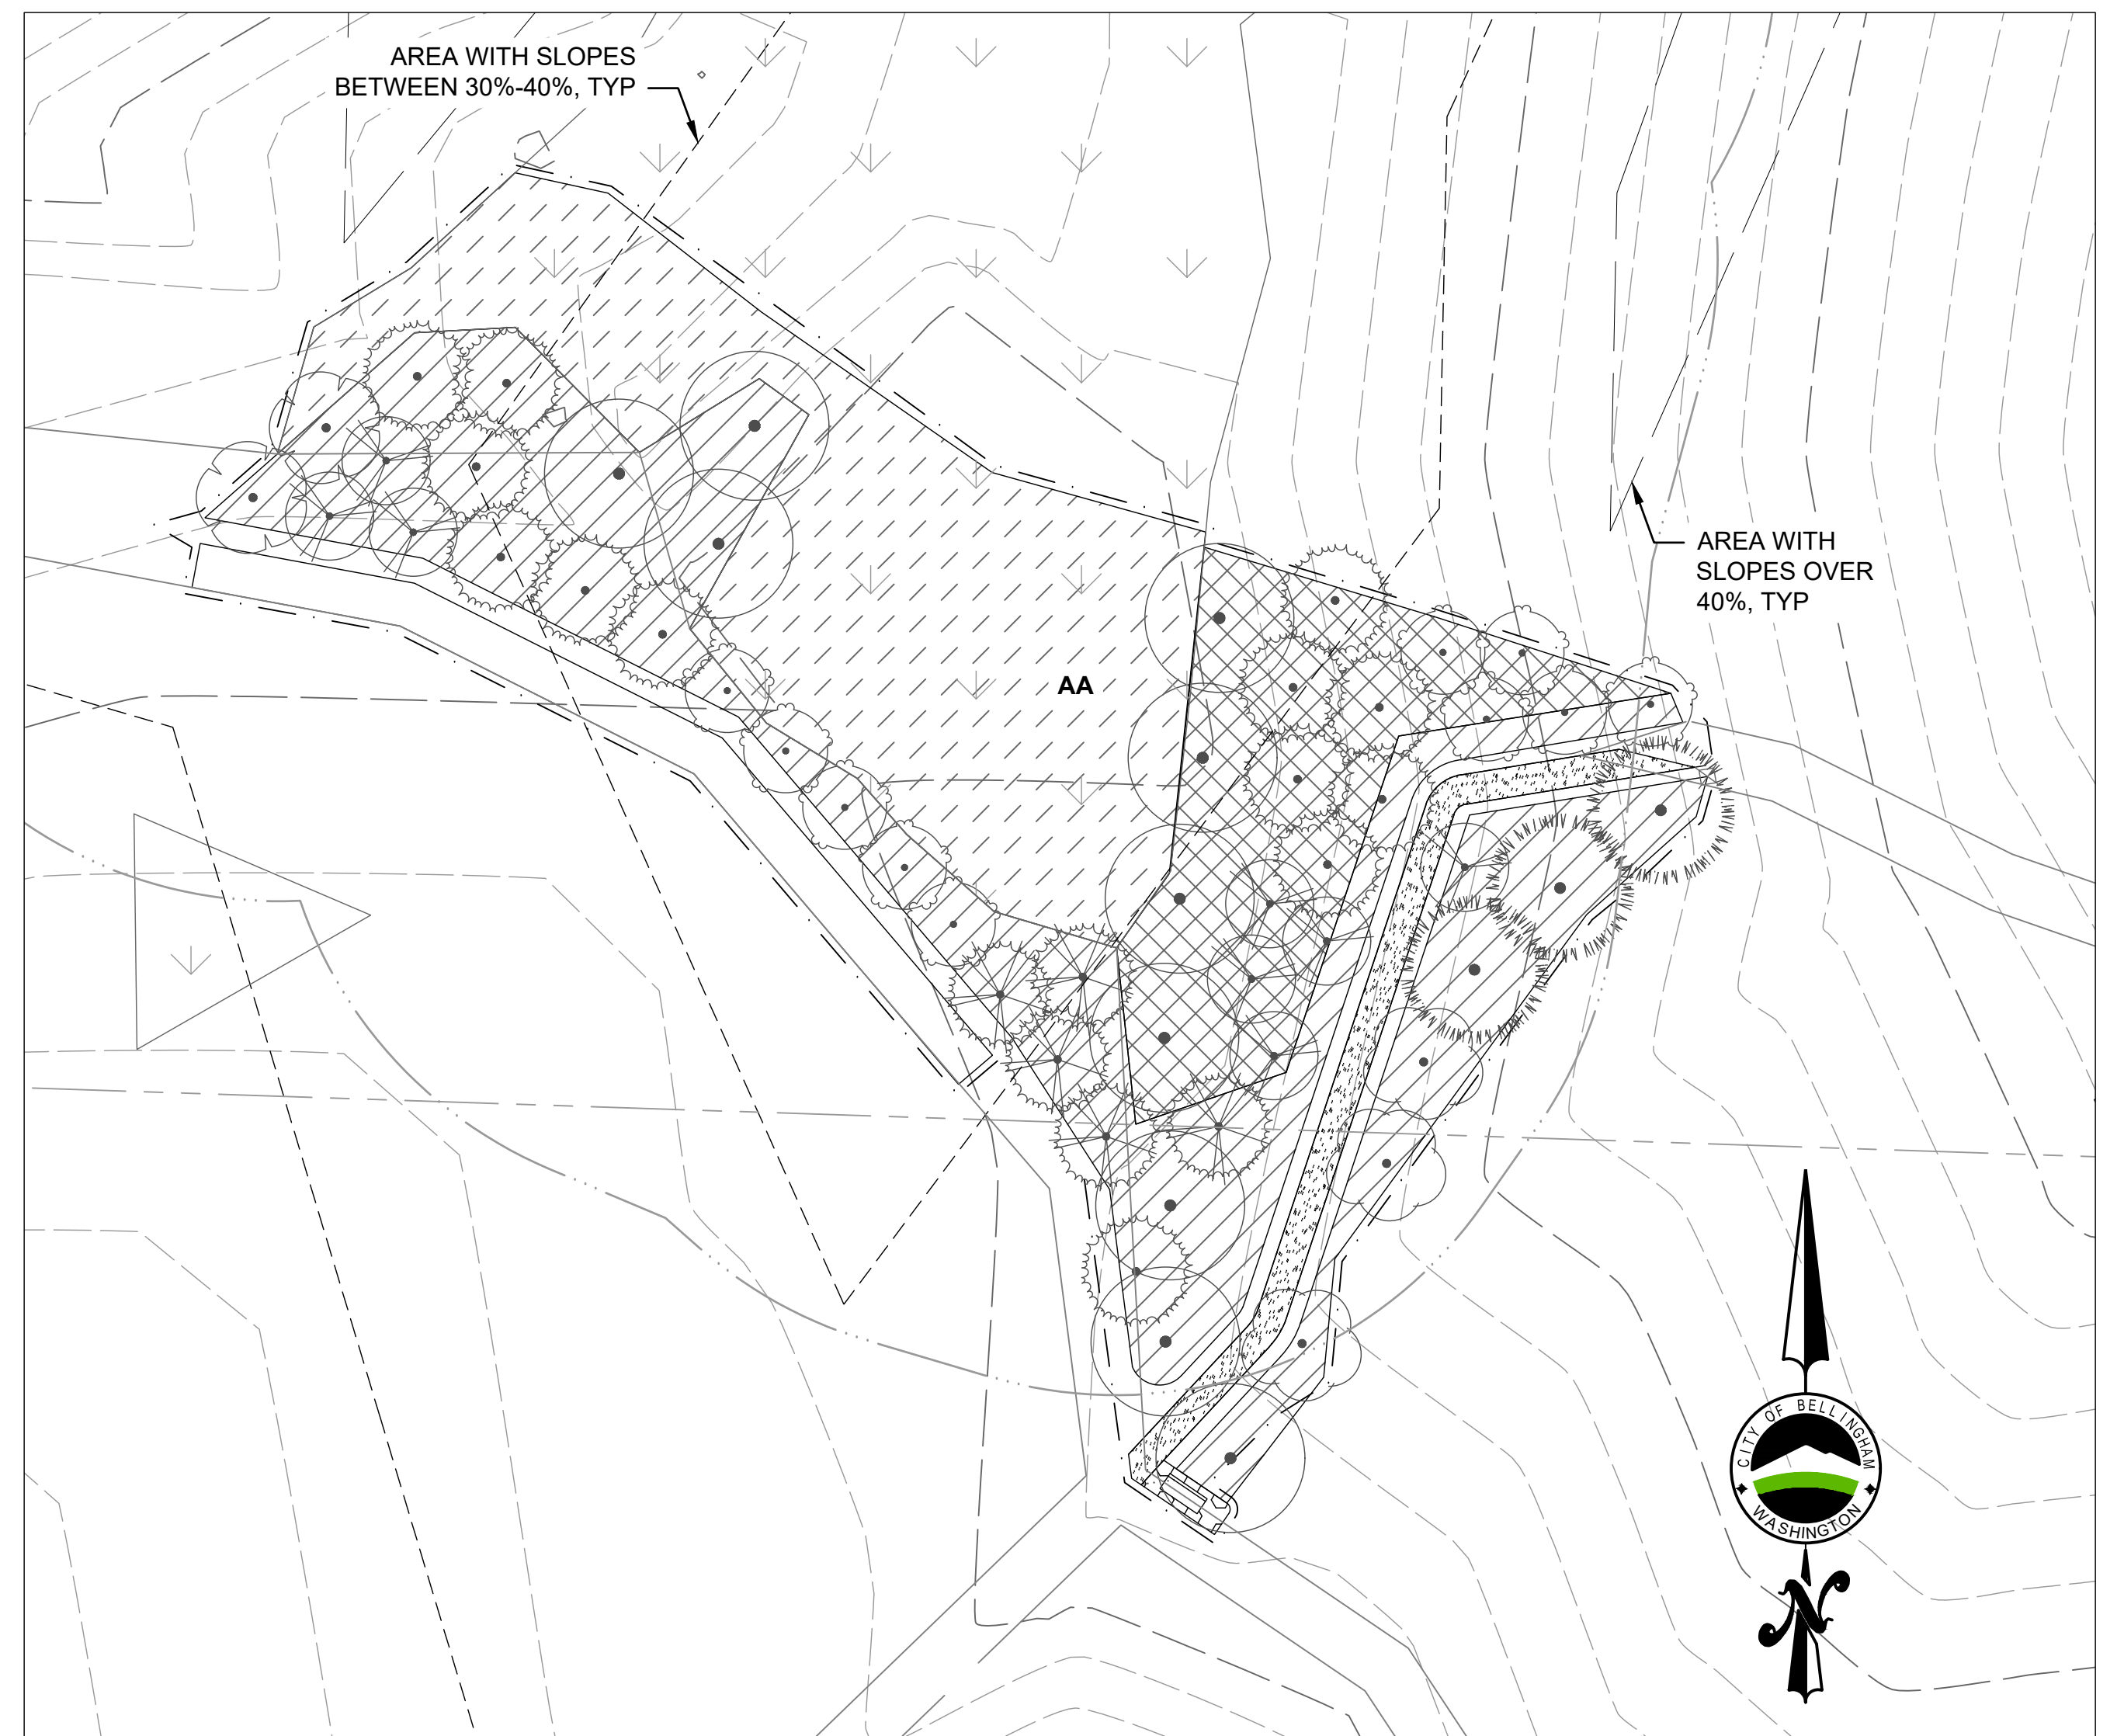 AREA WITH SLOPES
BETWEEN 30%-40%, TYP
AREA WITH
SLOPES OVER
40%, TYP
AA
CITY OF BELLINGHAM
WASHINGTON
N